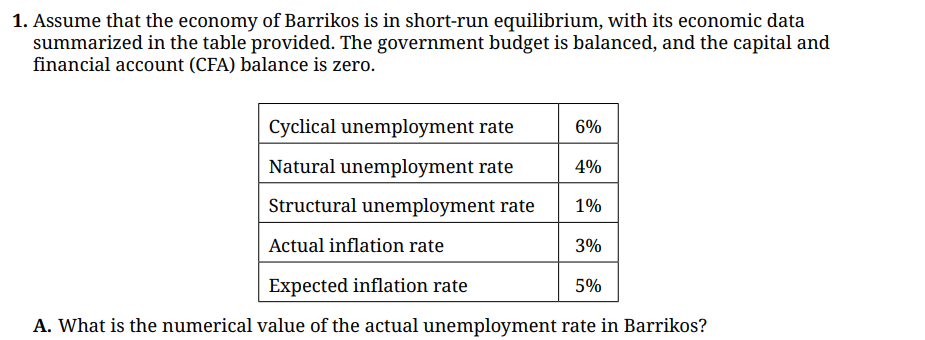 1. Assume that the economy of Barrikos is in short-run equilibrium, with its economic data
summarized in the table provided. The government budget is balanced, and the capital and
financial account (CFA) balance is zero.
Cyclical unemployment rate 6%
Natural unemployment rate 4%
Structural unemployment rate 1%
Actual inflation rate 3%
Expected inflation rate 5%
A. What is the numerical value of the actual unemployment rate in Barrikos?